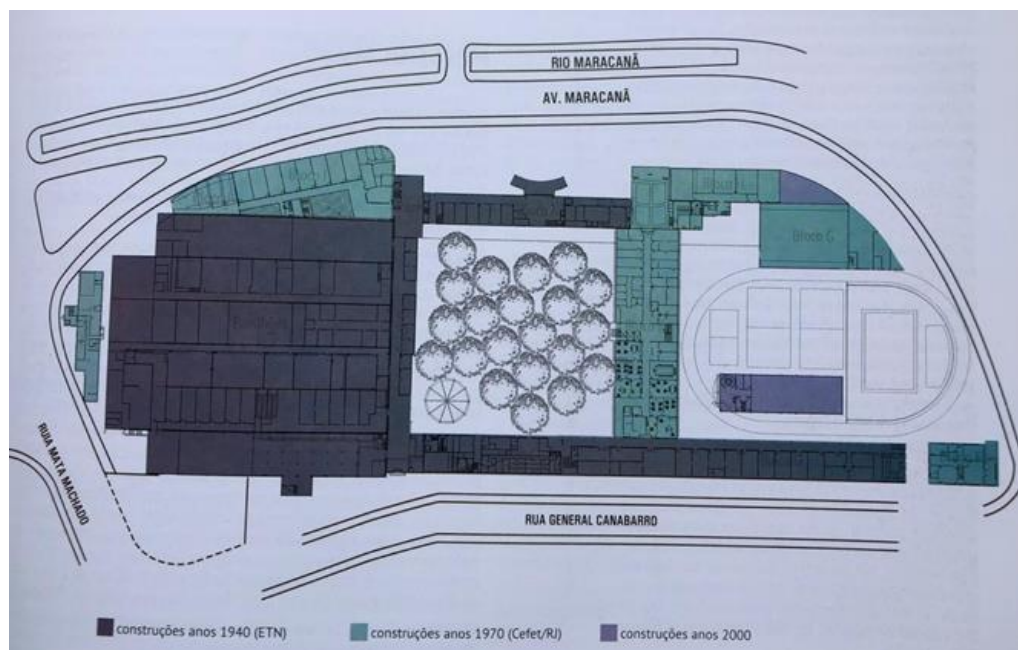 RIO MARACANÃ
AV. MARACANÃ
Bloco G
RUA MATA MACHADO
RUA GENERAL CANABARRO
construções anos 1940 (ETN)
construções anos 1970 (Cefet/RJ)
construções anos 2000